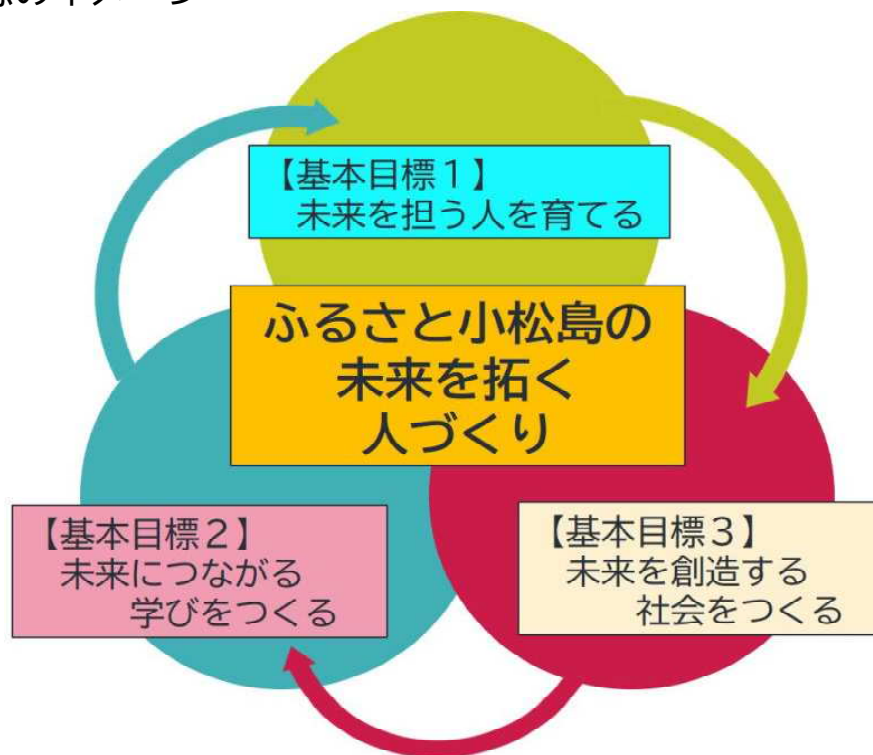 【基本目標１】
未来を担う人を育てる
ふるさと小松島の
未来を拓く
人づくり
【基本目標２】
未来につながる
学びをつくる
【基本目標３】
未来を創造する
社会をつくる